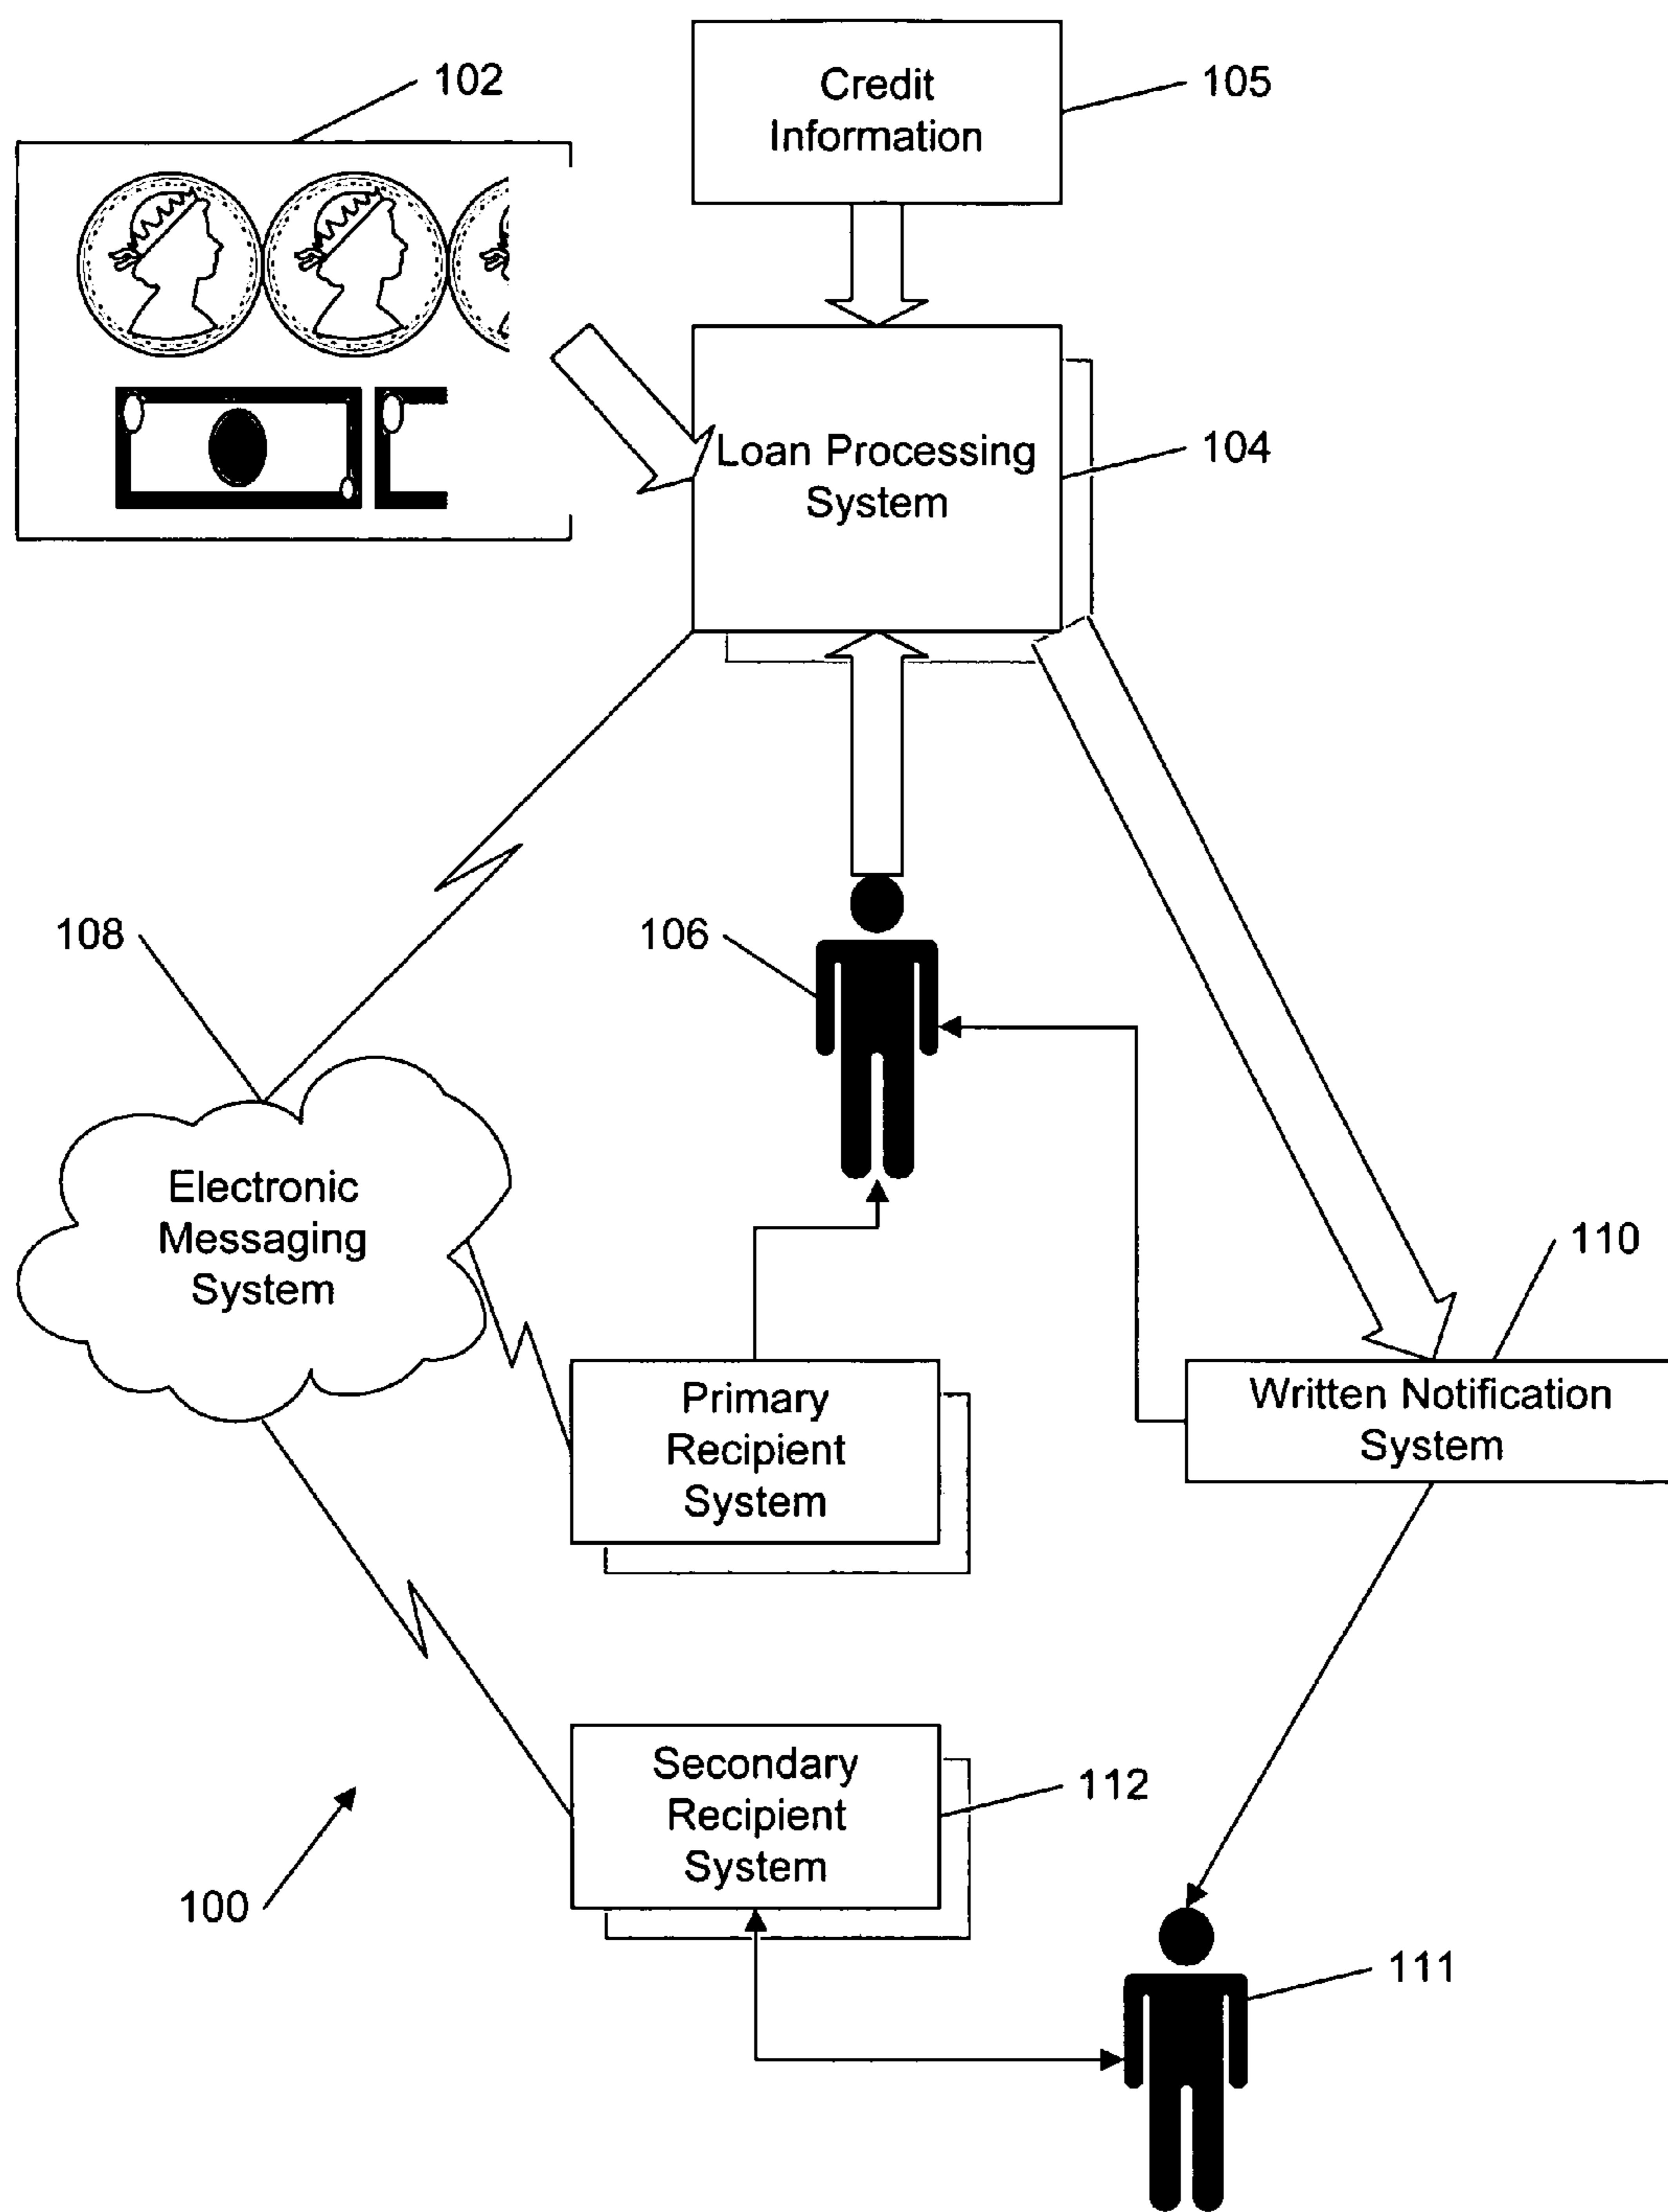 102
Credit
Information
105
Loan Processing
System
104
108
106
Electronic
Messaging
System
110
Primary
Recipient
System
Written Notification
System
Secondary
Recipient
System
112
100
111